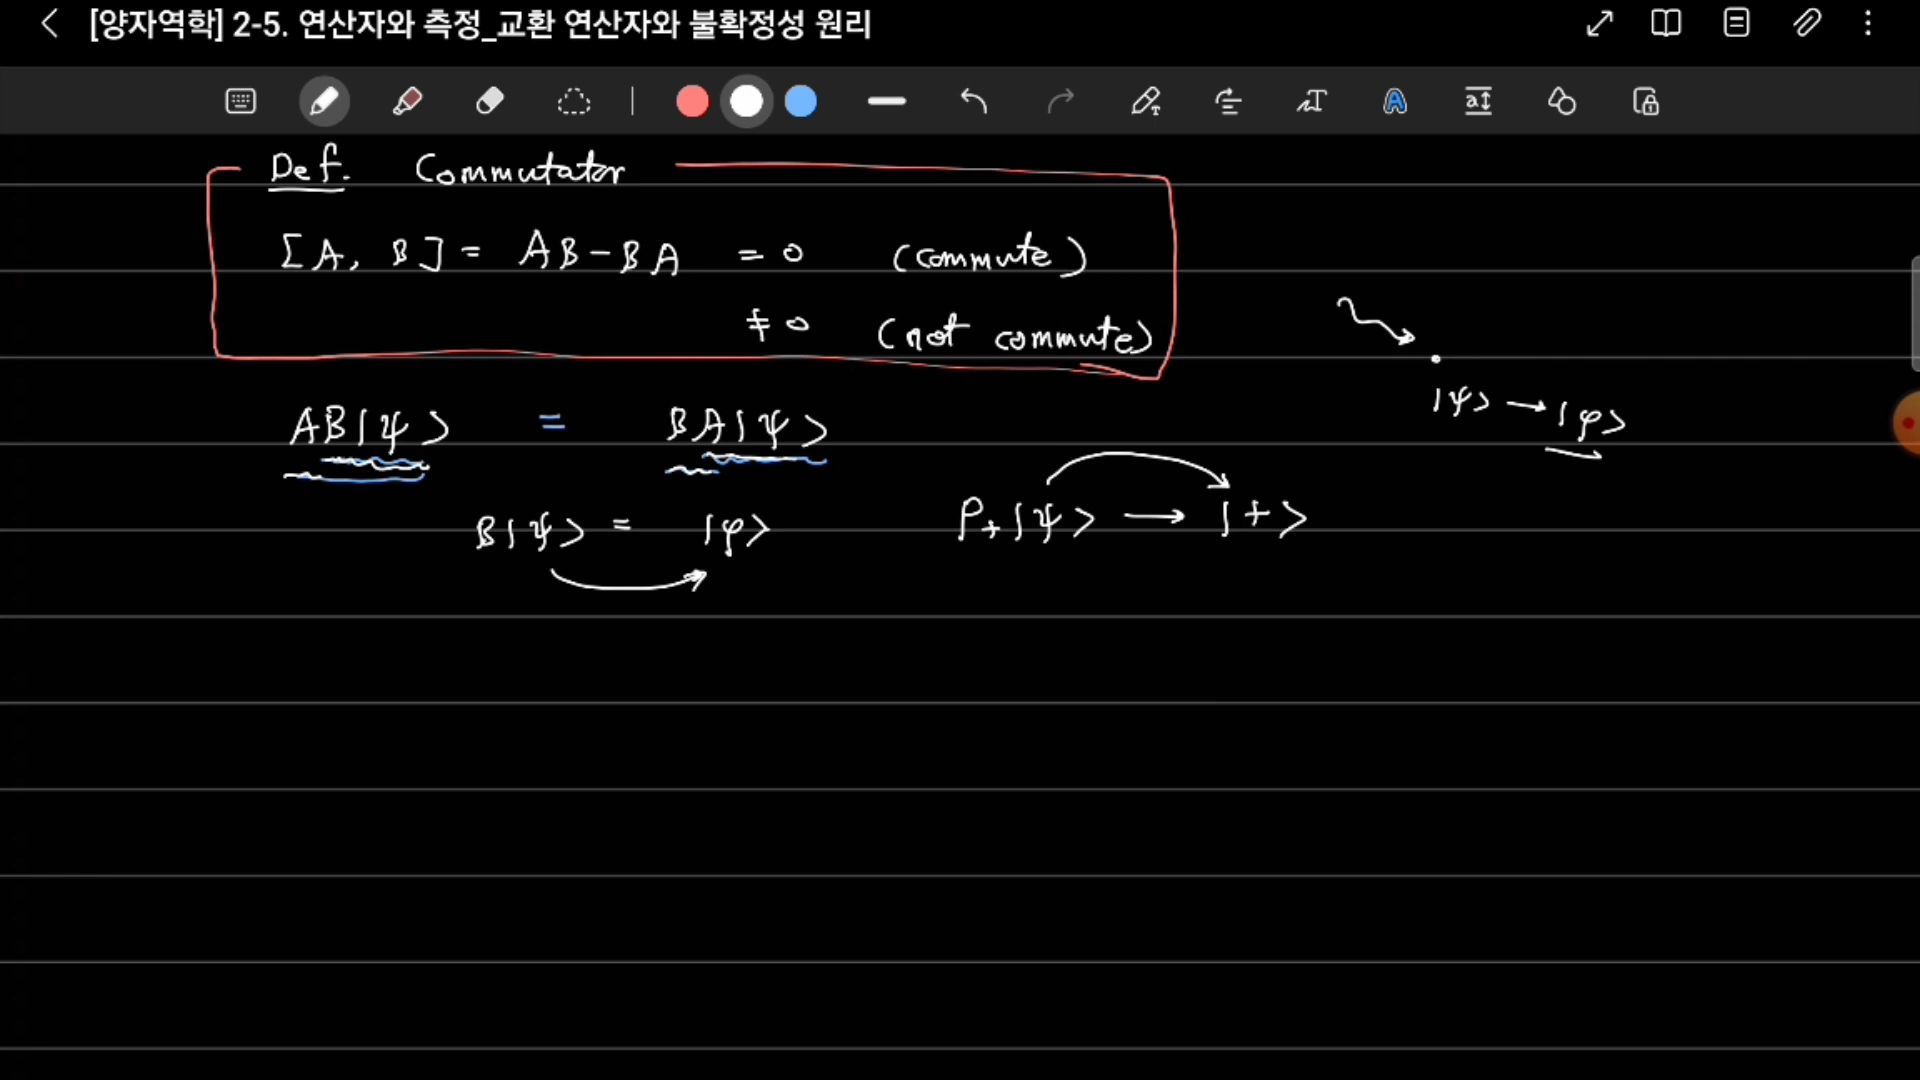 [양자역학] 2-5. 연산자와 측정_교환 연산자와 불확정성 원리
Def. Commutator
[A, B] = AB-BA = 0 (commute)
≠ 0 (not commute)
|ψ> → |φ>
AB|ψ> = BA|ψ>
B|ψ> = |φ>
P+|ψ> → |+>